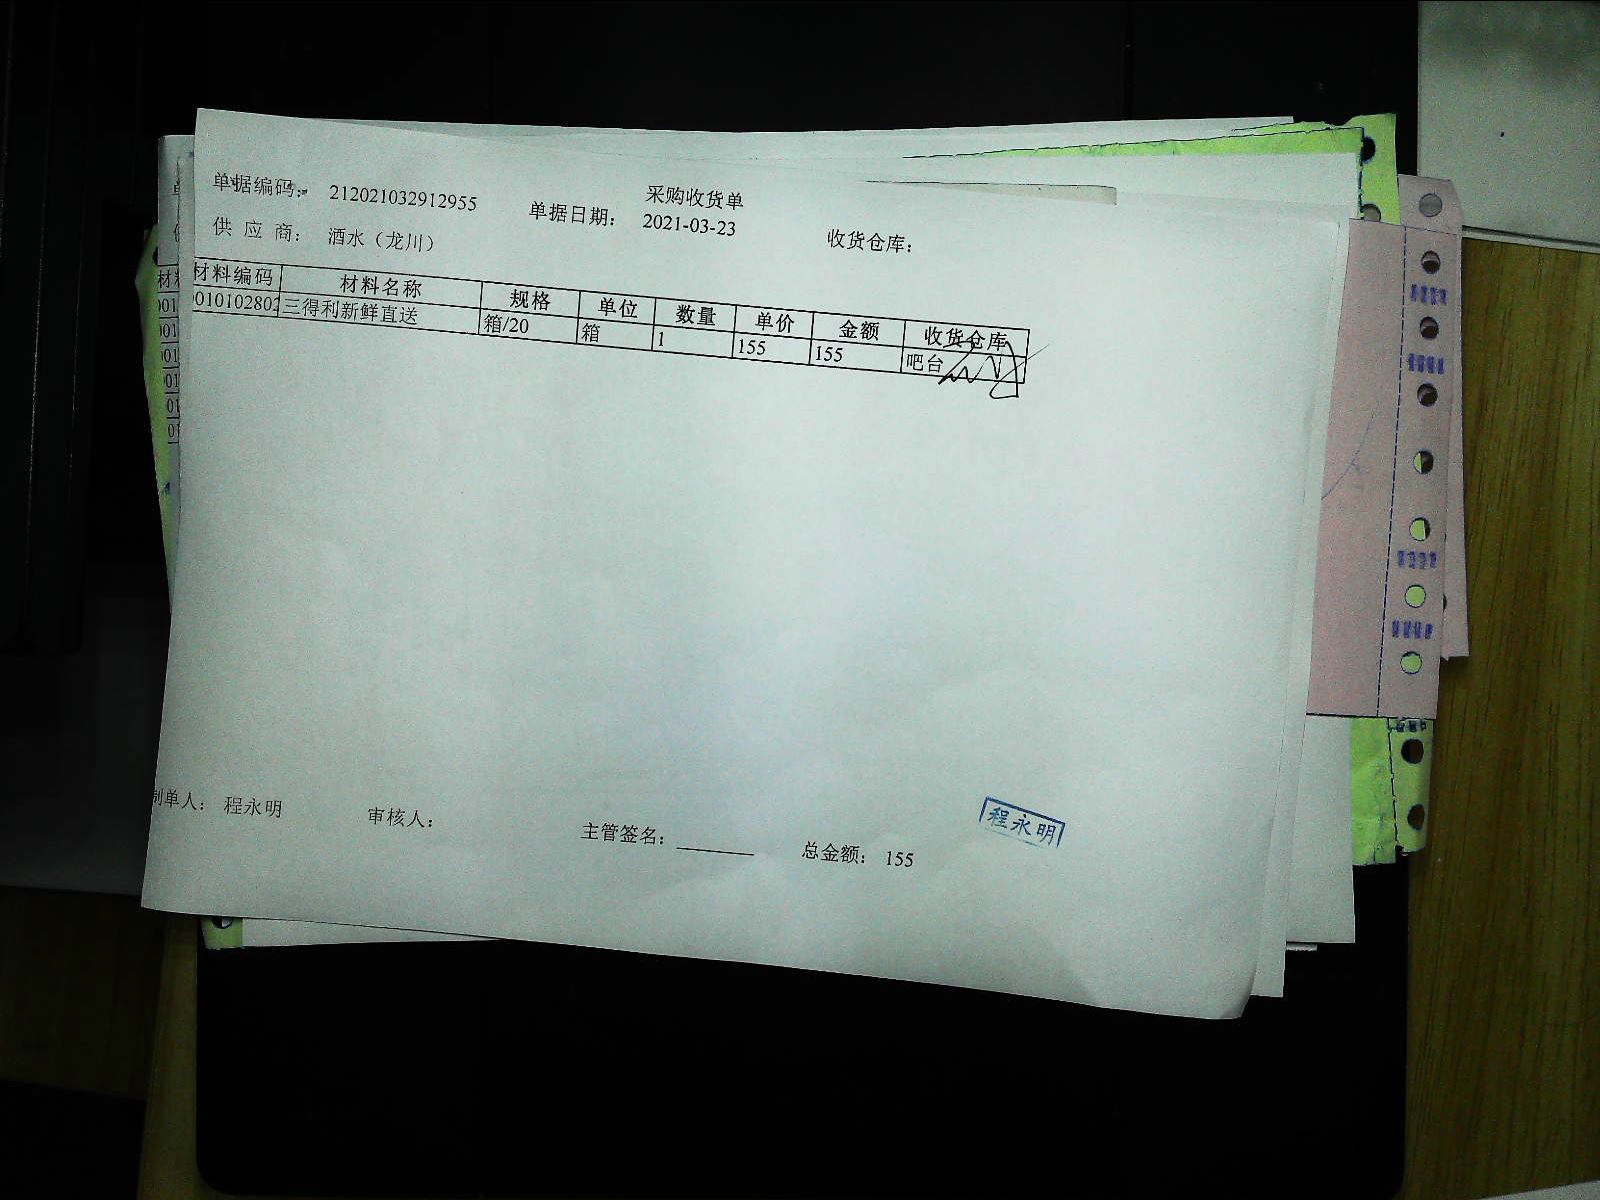 采购收货单
单据编码: 212021032912955 单据日期: 2021-03-23 收货仓库:
供 应 商: 酒水（龙川）
材料编码 材料名称 规格 单位 数量 单价 金额 收货仓库
010102802 三得利新鲜直送 箱/20 箱 1 155 155 吧台
制单人: 程永明 审核人: 主管签名: ________ 总金额: 155
程永明